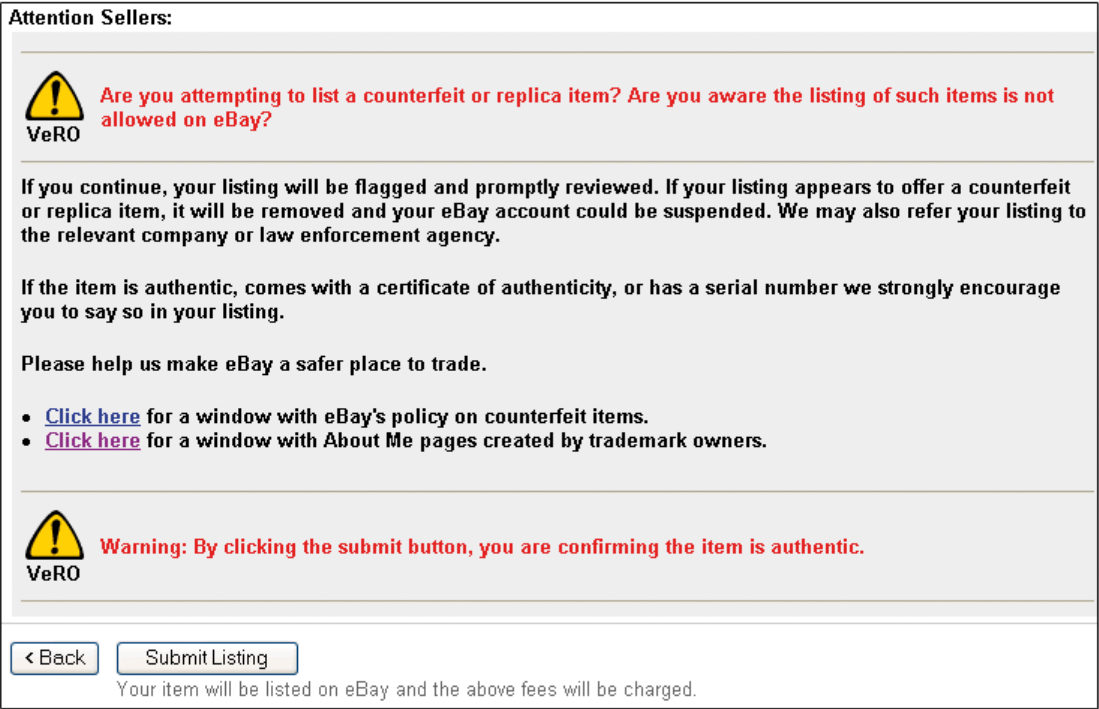 Attention Sellers:
Are you attempting to list a counterfeit or replica item? Are you aware the listing of such items is not
allowed on eBay?
VeRO
If you continue, your listing will be flagged and promptly reviewed. If your listing appears to offer a counterfeit
or replica item, it will be removed and your eBay account could be suspended. We may also refer your listing to
the relevant company or law enforcement agency.
If the item is authentic, comes with a certificate of authenticity, or has a serial number we strongly encourage
you to say so in your listing.
Please help us make eBay a safer place to trade.
• Click here for a window with eBay's policy on counterfeit items.
• Click here for a window with About Me pages created by trademark owners.
Warning: By clicking the submit button, you are confirming the item is authentic.
VeRO
< Back Submit Listing
Your item will be listed on eBay and the above fees will be charged.